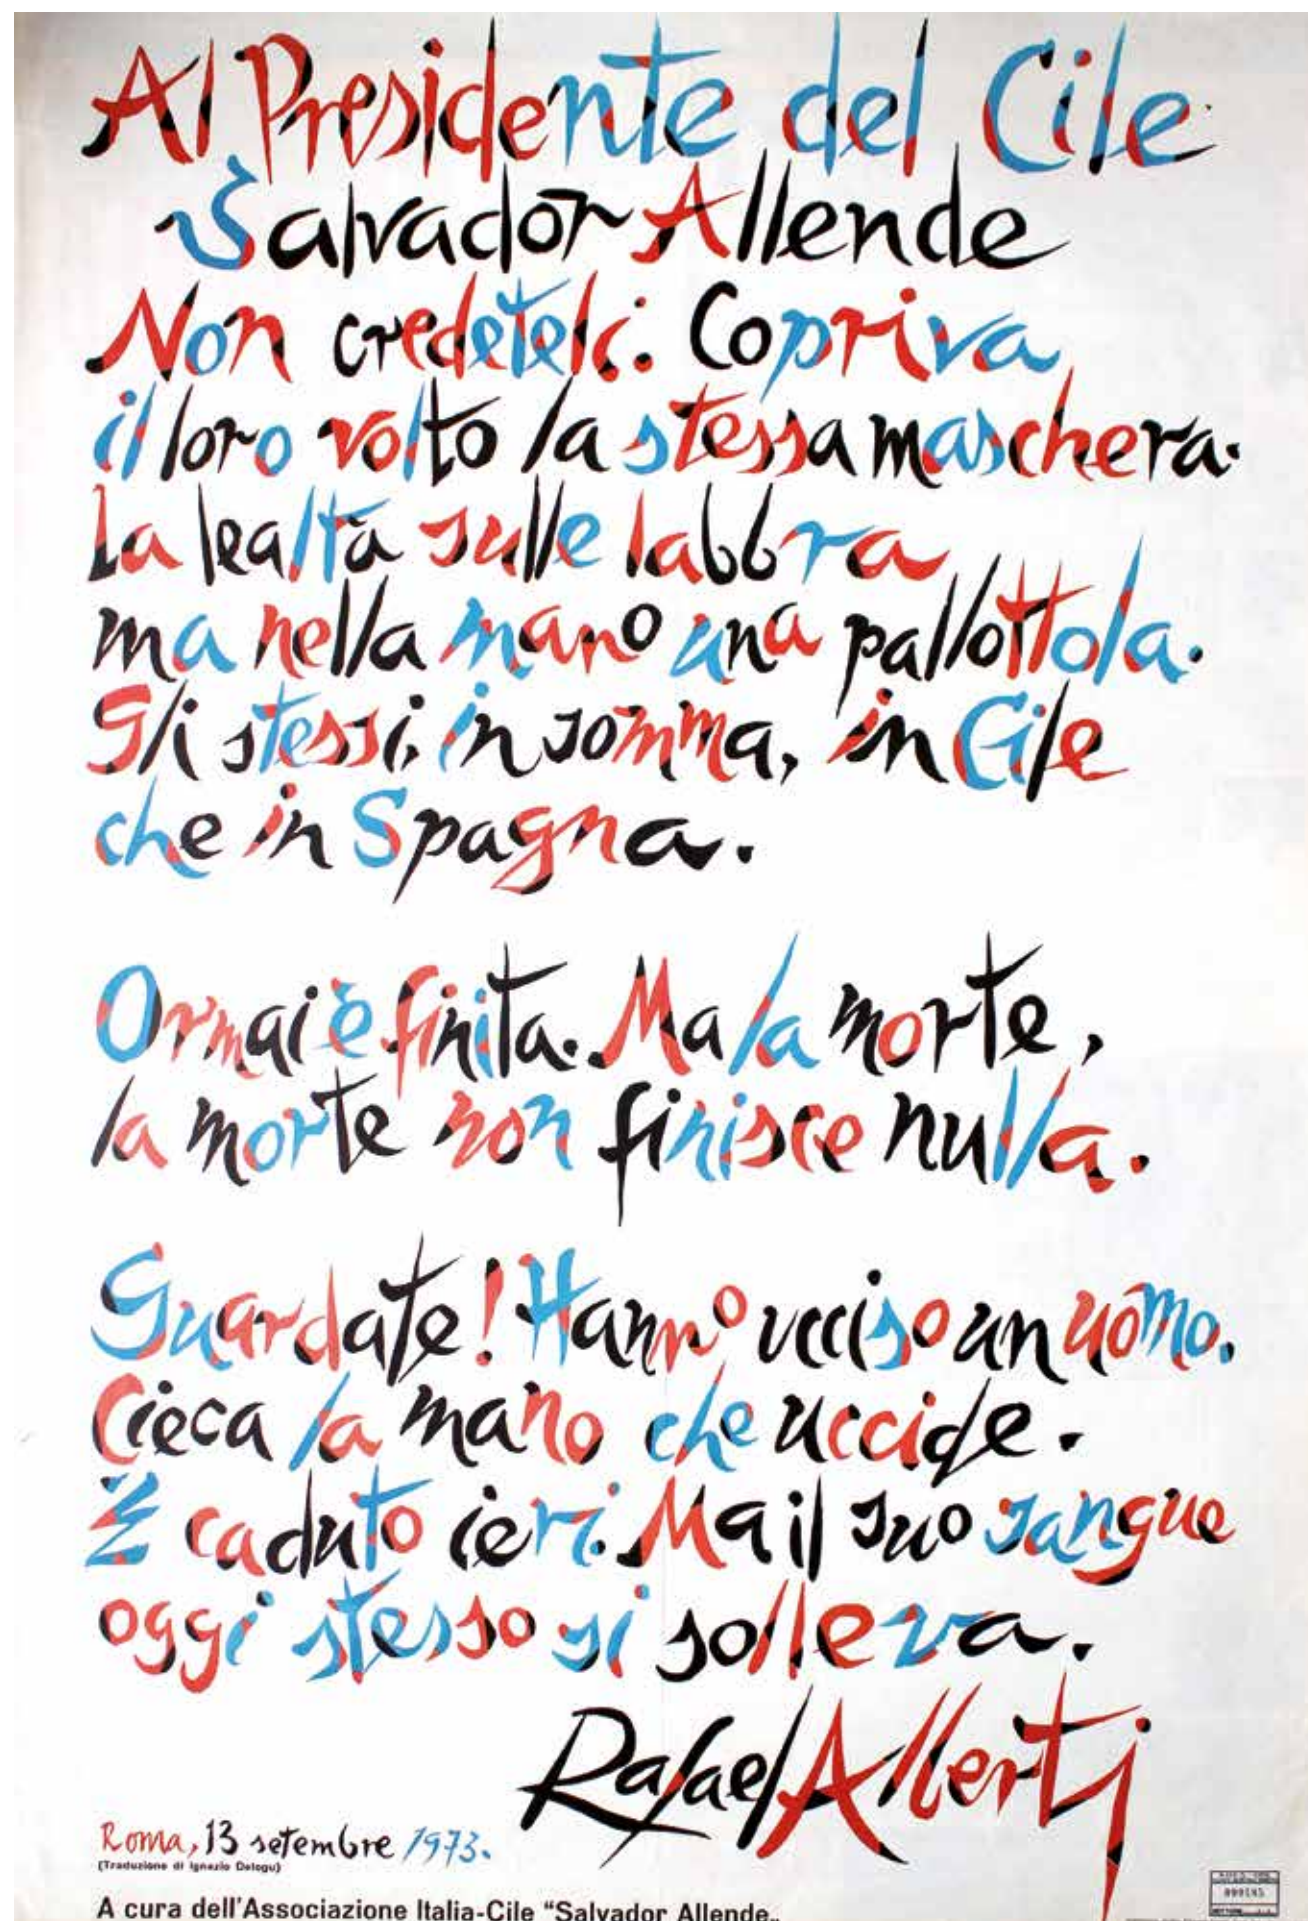 Al Presidente del Cile
Salvador Allende
Non credeteli. Copriva
il loro volto la stessa maschera.
La lealtà sulle labbra
ma nella mano una pallottola.
Gli stessi, in somma, in Cile
che in Spagna.
Ormai è finita. Ma la morte,
la morte non finisce nulla.
Guardate! Hanno ucciso un uomo.
Cieca la mano che uccide.
È caduto ieri. Ma il suo sangue
oggi stesso si solleva.
Rafael Alberti
Roma, 13 setembre 1973.
(Traduzione di Ignazio Delogu)
A cura dell'Associazione Italia-Cile "Salvador Allende„